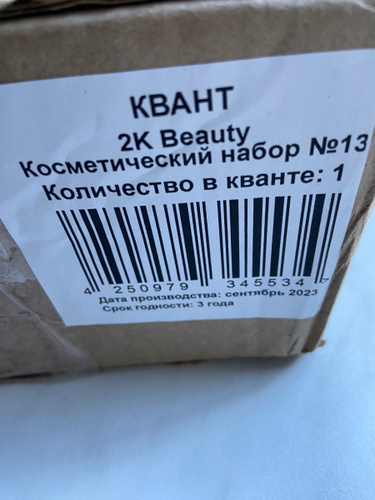 КВАНТ
2K Beauty
Косметический набор №13
Количество в кванте: 1
4 250979 345534 7
Дата производства: сентябрь 2023
Срок годности: 3 года